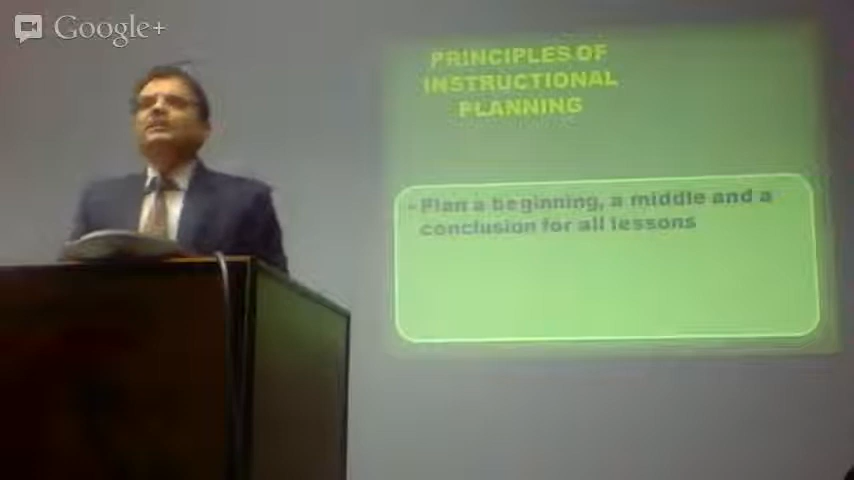 Google+
PRINCIPLES OF
INSTRUCTIONAL
PLANNING
- Plan a beginning, a middle and a
conclusion for all lessons